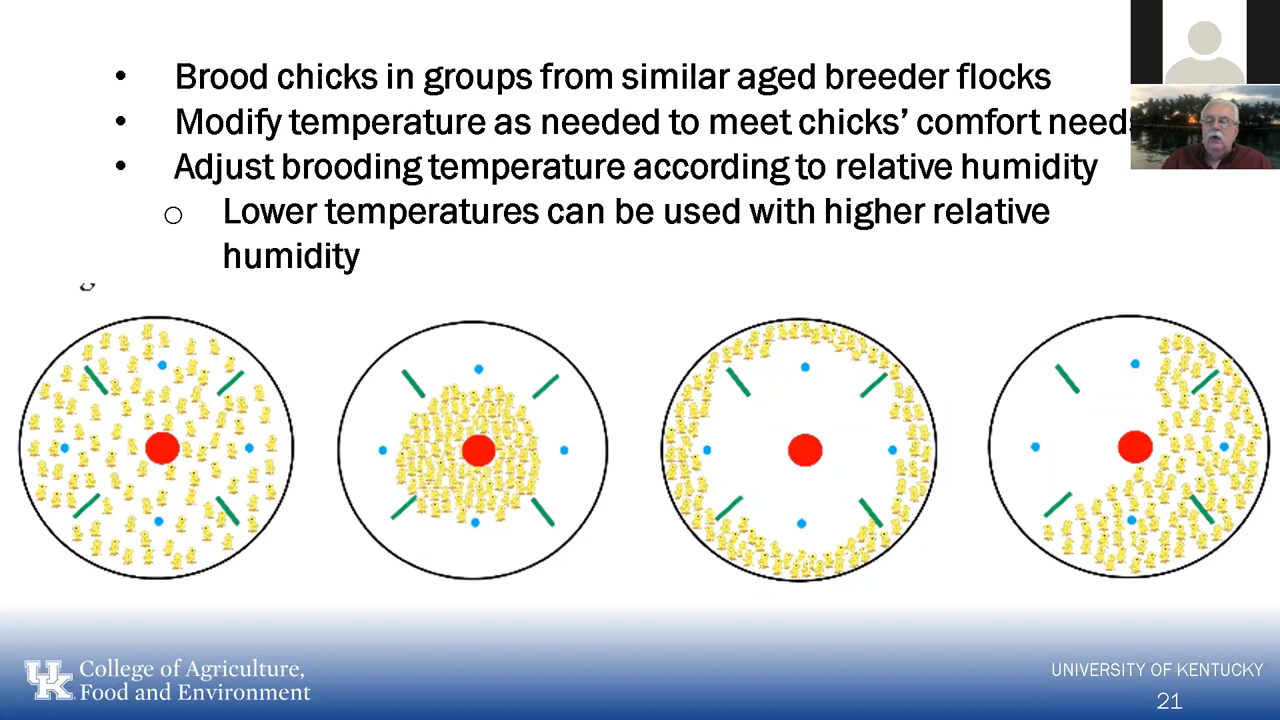 • Brood chicks in groups from similar aged breeder flocks
• Modify temperature as needed to meet chicks’ comfort needs
• Adjust brooding temperature according to relative humidity
o Lower temperatures can be used with higher relative
humidity
UK College of Agriculture,
Food and Environment
UNIVERSITY OF KENTUCKY
21